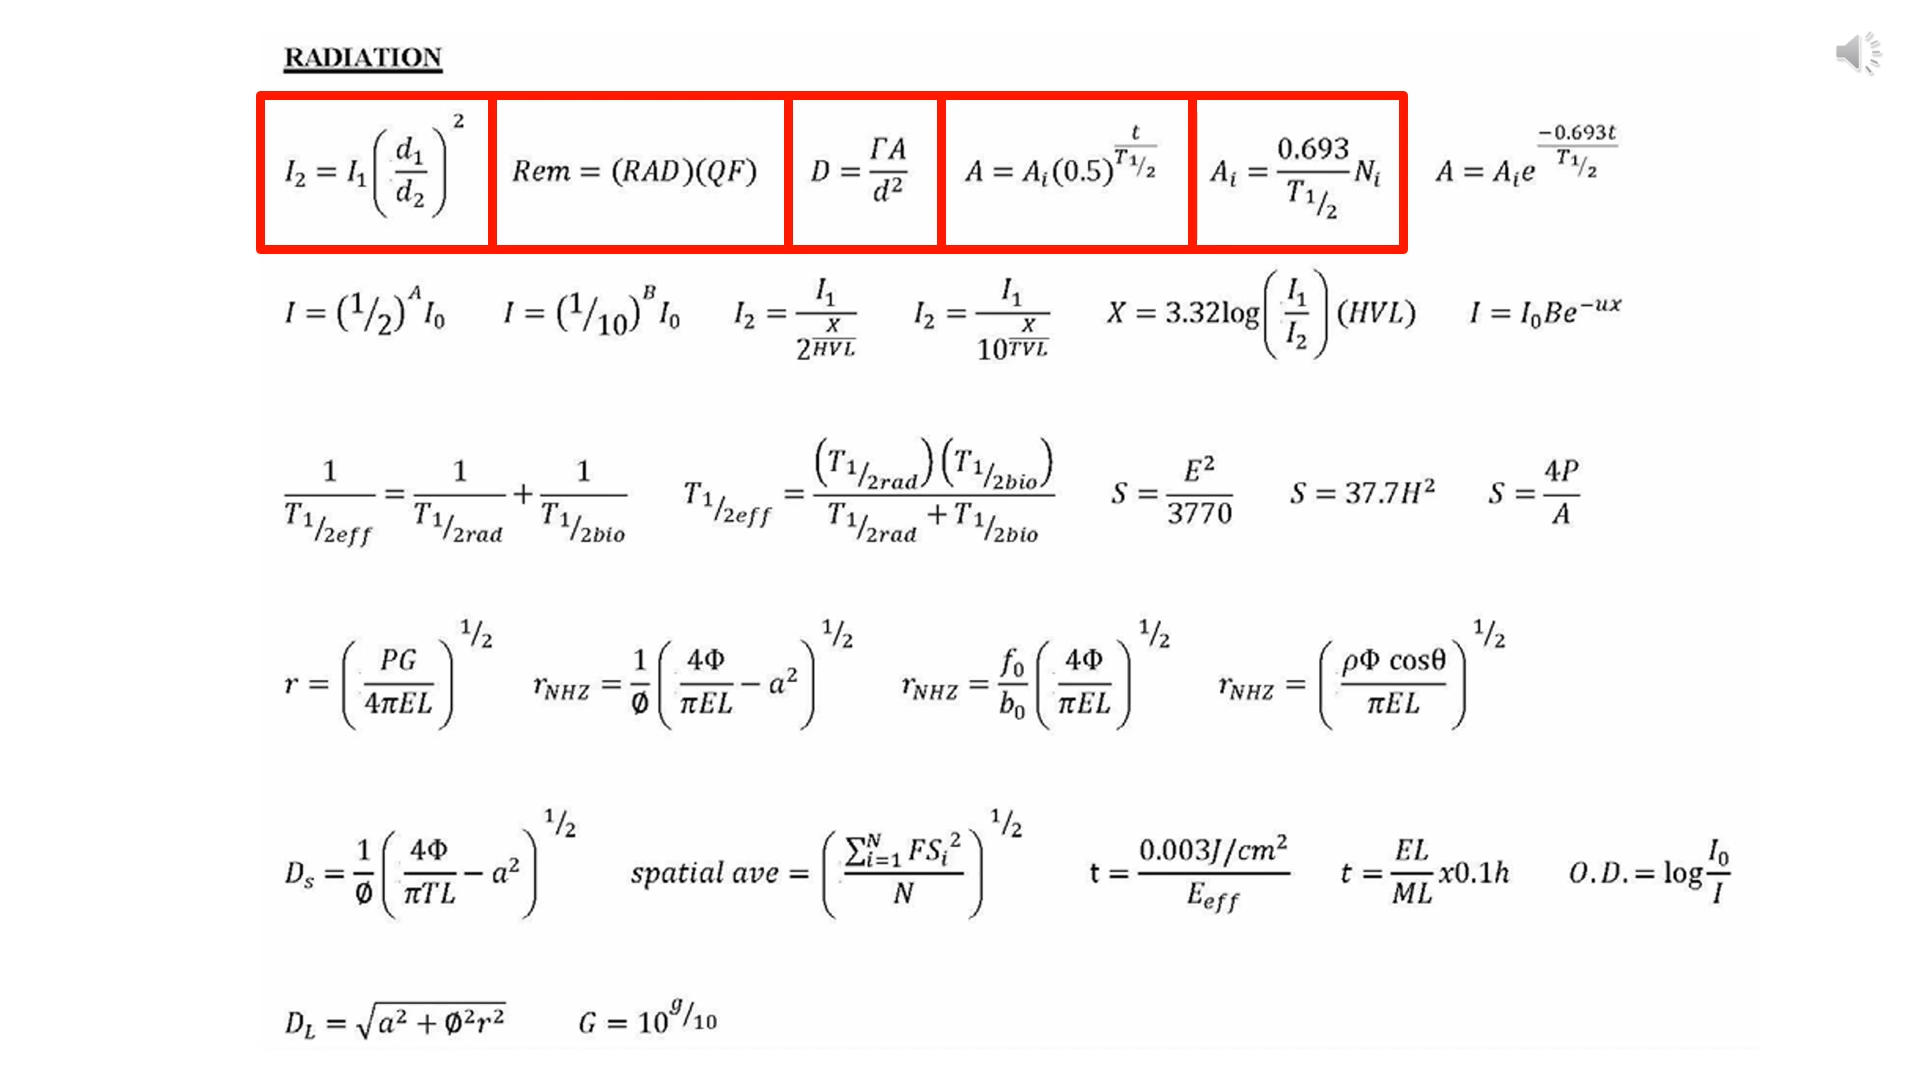 RADIATION
I₂ = I₁(d₁/d₂)² Rem = (RAD)(QF) D = ΓA/d² A = Aᵢ(0.5)^(t/T1/2) Aᵢ = (0.693/T1/2)Nᵢ A = Aᵢe^(−0.693t/T1/2)
I = (1/2)^A I₀ I = (1/10)^B I₀ I₂ = I₁/2^(X/HVL) I₂ = I₁/10^(X/TVL) X = 3.32log(I₁/I₂)(HVL) I = I₀Be^(−ux)
1/T1/2eff = 1/T1/2rad + 1/T1/2bio T1/2eff = (T1/2rad)(T1/2bio)/(T1/2rad + T1/2bio) S = E²/3770 S = 37.7H² S = 4P/A
r = (PG/4πEL)^1/2 r_NHZ = 1/∅(4Φ/πEL − a²)^1/2 r_NHZ = f₀/b₀(4Φ/πEL)^1/2 r_NHZ = (ρΦ cosθ/πEL)^1/2
Dₛ = 1/∅(4Φ/πTL − a²)^1/2 spatial ave = (∑ᵢ₌₁ᴺ FSᵢ²/N)^1/2 t = 0.003J/cm²/E_eff t = EL/ML x0.1h O.D. = log I₀/I
D_L = √(a² + ∅²r²) G = 10^(g/10)